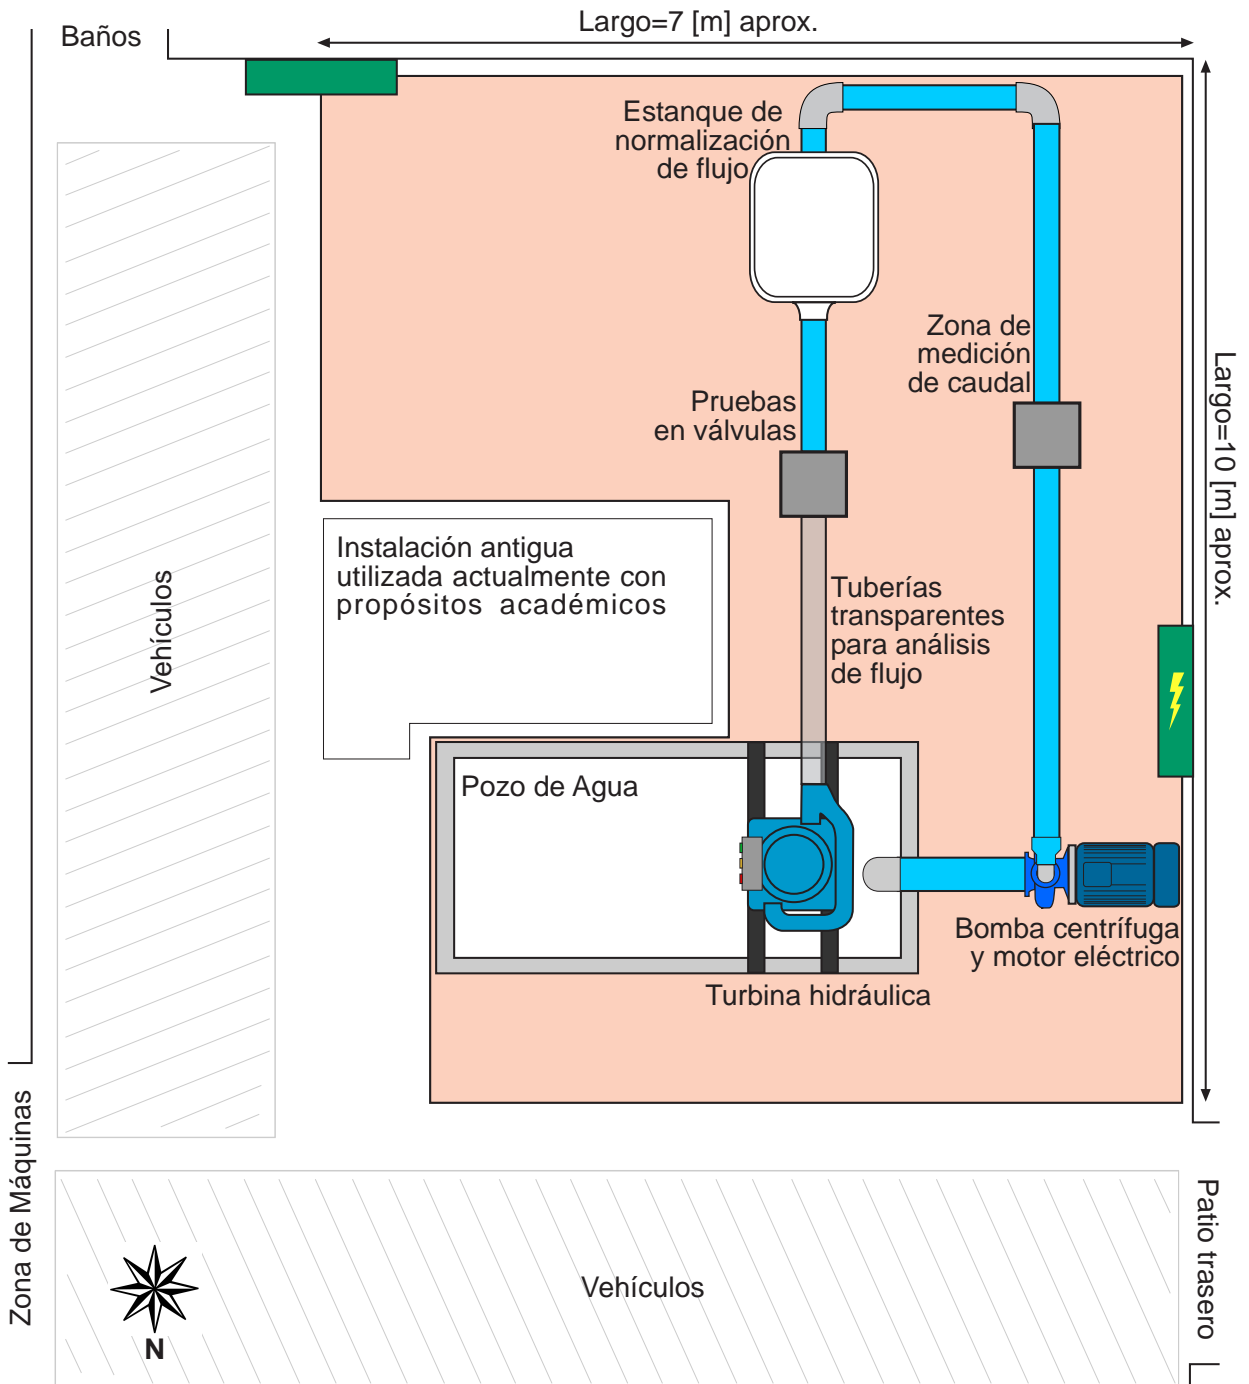 Baños
Largo=7 [m] aprox.
Estanque de
normalización
de flujo
Zona de
medición
de caudal
Largo=10 [m] aprox.
Pruebas
en válvulas
Instalación antigua
utilizada actualmente con
propósitos académicos
Tuberías
transparentes
para análisis
de flujo
Vehículos
Pozo de Agua
Bomba centrífuga
y motor eléctrico
Turbina hidráulica
Zona de Máquinas
Patio trasero
Vehículos
N